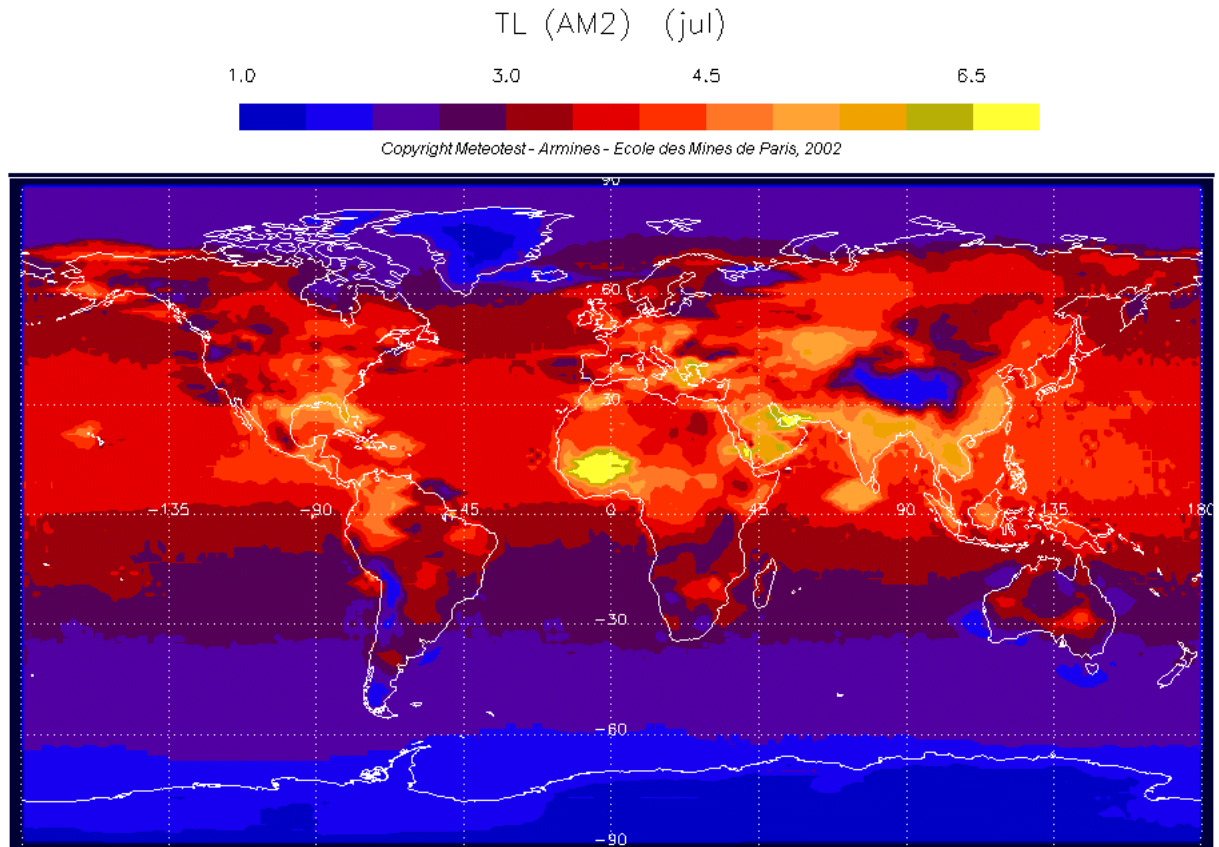 TL (AM2) (jul)
1.0 3.0 4.5 6.5
Copyright Meteotest - Armines - Ecole des Mines de Paris, 2002
90
60
30
-135 -90 -45 0 45 90 135 180
-30
-60
-90